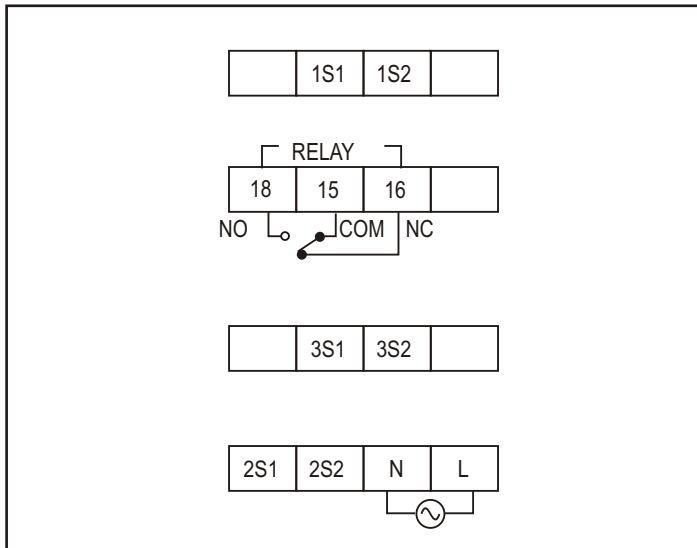 1S1 1S2
RELAY
18 15 16
NO COM NC
3S1 3S2
2S1 2S2 N L